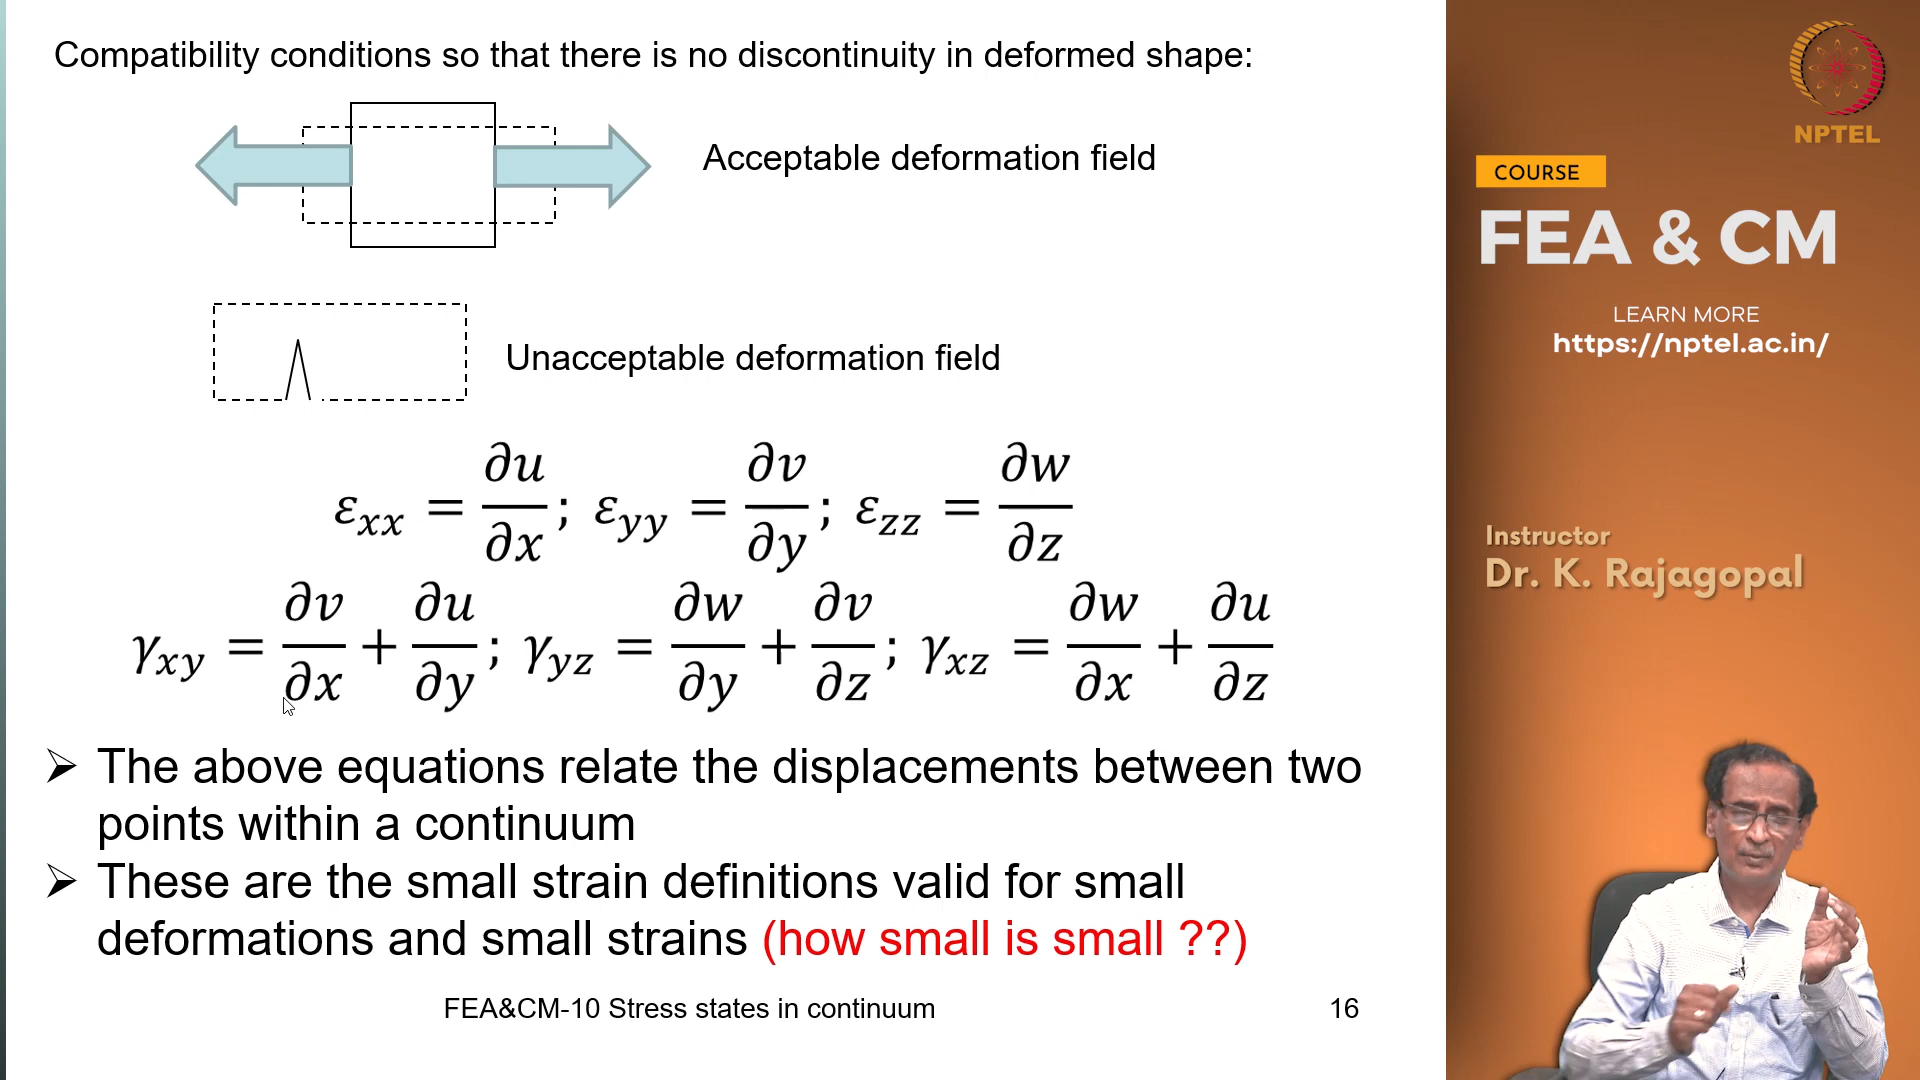 Compatibility conditions so that there is no discontinuity in deformed shape:
Acceptable deformation field
Unacceptable deformation field
εxx = ∂u/∂x ; εyy = ∂v/∂y ; εzz = ∂w/∂z
γxy = ∂v/∂x + ∂u/∂y ; γyz = ∂w/∂y + ∂v/∂z ; γxz = ∂w/∂x + ∂u/∂z
➢ The above equations relate the displacements between two
points within a continuum
➢ These are the small strain definitions valid for small
deformations and small strains (how small is small ??)
FEA&CM-10 Stress states in continuum
16
NPTEL
COURSE
FEA & CM
LEARN MORE
https://nptel.ac.in/
Instructor
Dr. K. Rajagopal